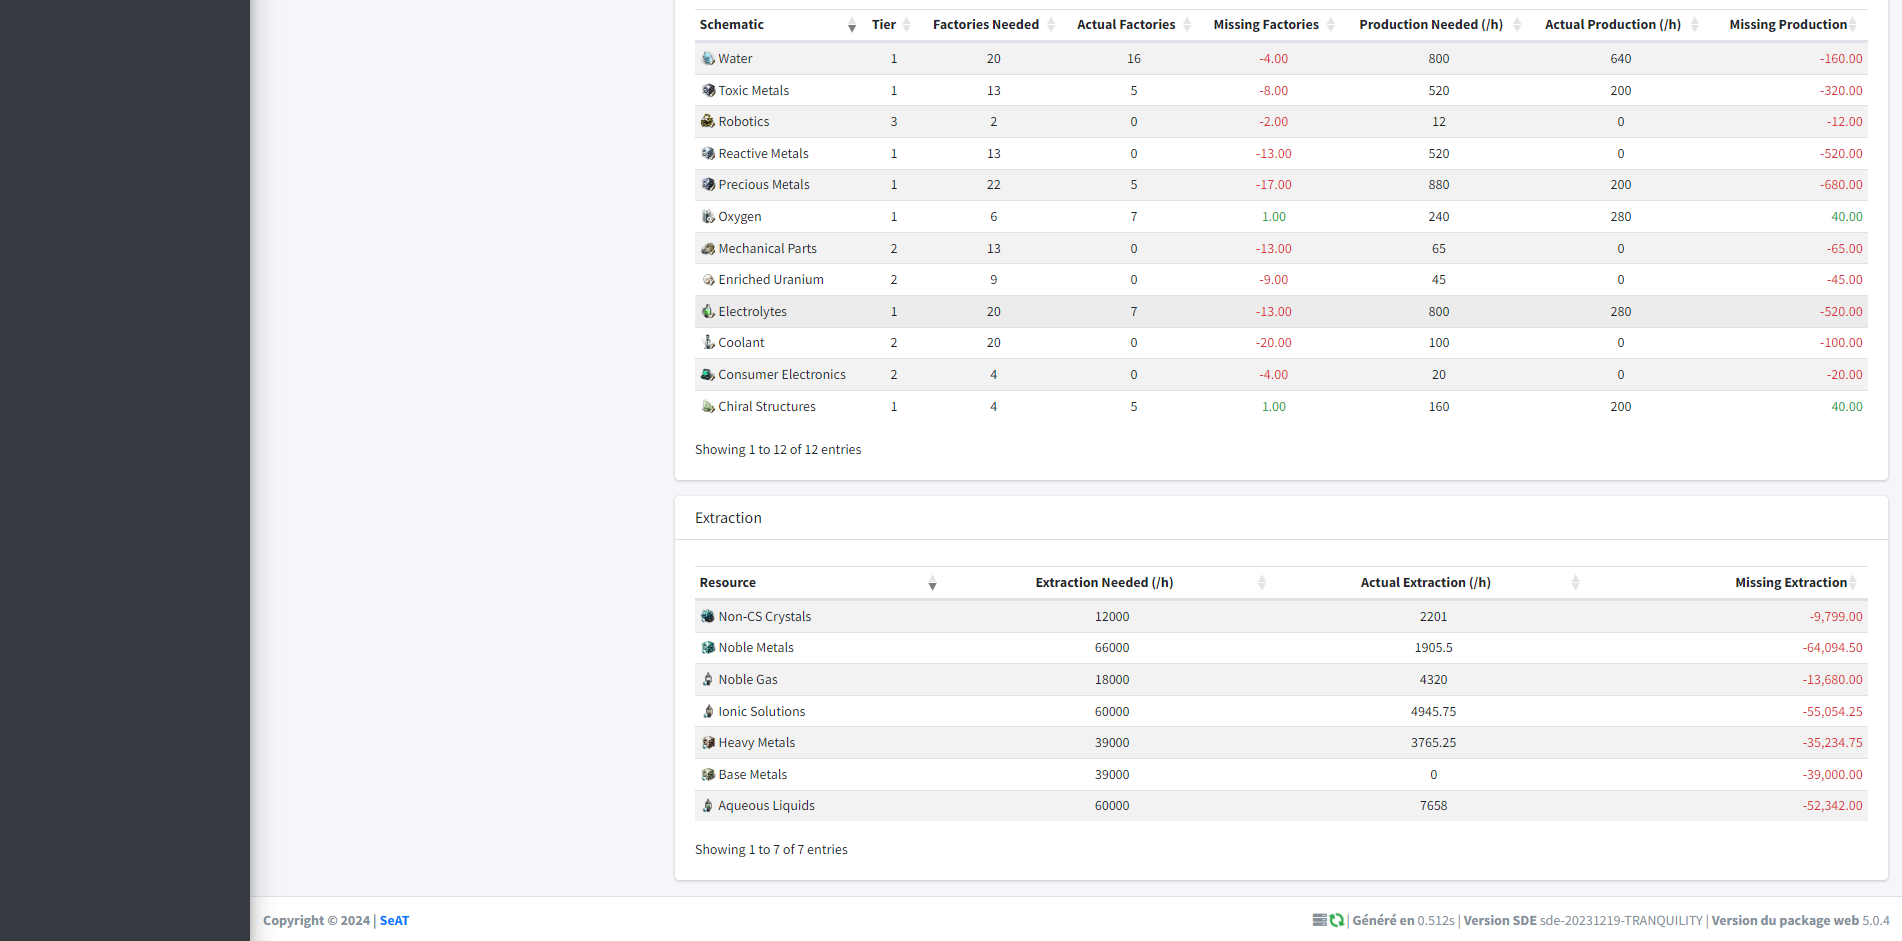 Schematic Tier Factories Needed Actual Factories Missing Factories Production Needed (/h) Actual Production (/h) Missing Production
Water 1 20 16 -4.00 800 640 -160.00
Toxic Metals 1 13 5 -8.00 520 200 -320.00
Robotics 3 2 0 -2.00 12 0 -12.00
Reactive Metals 1 13 0 -13.00 520 0 -520.00
Precious Metals 1 22 5 -17.00 880 200 -680.00
Oxygen 1 6 7 1.00 240 280 40.00
Mechanical Parts 2 13 0 -13.00 65 0 -65.00
Enriched Uranium 2 9 0 -9.00 45 0 -45.00
Electrolytes 1 20 7 -13.00 800 280 -520.00
Coolant 2 20 0 -20.00 100 0 -100.00
Consumer Electronics 2 4 0 -4.00 20 0 -20.00
Chiral Structures 1 4 5 1.00 160 200 40.00
Showing 1 to 12 of 12 entries
Extraction
Resource Extraction Needed (/h) Actual Extraction (/h) Missing Extraction
Non-CS Crystals 12000 2201 -9,799.00
Noble Metals 66000 1905.5 -64,094.50
Noble Gas 18000 4320 -13,680.00
Ionic Solutions 60000 4945.75 -55,054.25
Heavy Metals 39000 3765.25 -35,234.75
Base Metals 39000 0 -39,000.00
Aqueous Liquids 60000 7658 -52,342.00
Showing 1 to 7 of 7 entries
Copyright © 2024 | SeAT | Généré en 0.512s | Version SDE sde-20231219-TRANQUILITY | Version du package web 5.0.4